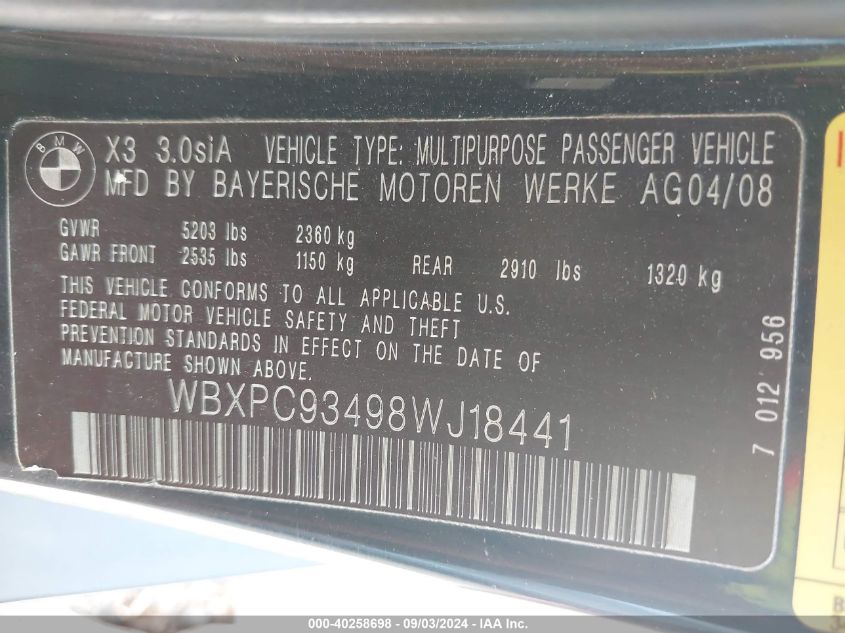 BMW
X3 3.0siA VEHICLE TYPE: MULTIPURPOSE PASSENGER VEHICLE
MFD BY BAYERISCHE MOTOREN WERKE AG04/08
GVWR 5203 lbs 2360 kg
GAWR FRONT 2535 lbs 1150 kg REAR 2910 lbs 1320 kg
THIS VEHICLE CONFORMS TO ALL APPLICABLE U.S.
FEDERAL MOTOR VEHICLE SAFETY AND THEFT
PREVENTION STANDARDS IN EFFECT ON THE DATE OF
MANUFACTURE SHOWN ABOVE.
WBXPC93498WJ18441
7 012 956
000-40258698 - 09/03/2024 - IAA Inc.